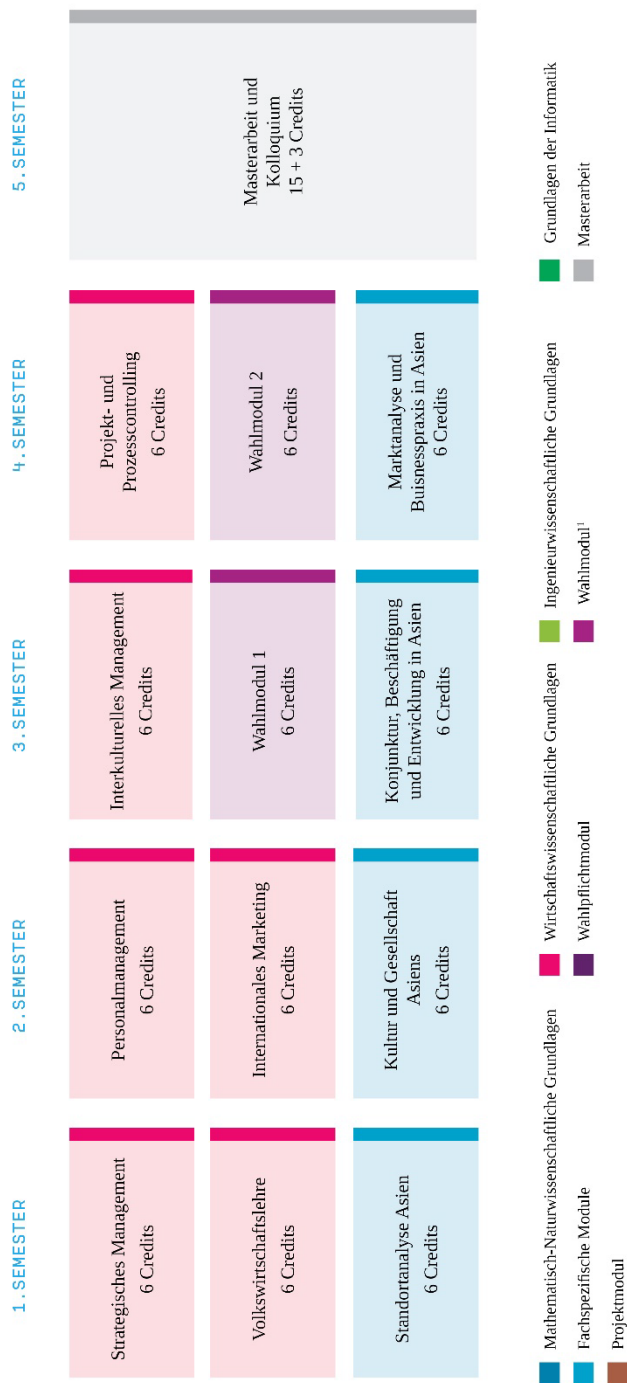 1. SEMESTER
Strategisches Management
6 Credits
Volkswirtschaftslehre
6 Credits
Standortanalyse Asien
6 Credits
2. SEMESTER
Personalmanagement
6 Credits
Internationales Marketing
6 Credits
Kultur und Gesellschaft
Asiens
6 Credits
3. SEMESTER
Interkulturelles Management
6 Credits
Wahlmodul 1
6 Credits
Konjunktur, Beschäftigung
und Entwicklung in Asien
6 Credits
4. SEMESTER
Projekt- und
Prozesscontrolling
6 Credits
Wahlmodul 2
6 Credits
Marktanalyse und
Buisnesspraxis in Asien
6 Credits
5. SEMESTER
Masterarbeit und
Kolloquium
15 + 3 Credits
Mathematisch-Naturwissenschaftliche Grundlagen
Wirtschaftswissenschaftliche Grundlagen
Ingenieurwissenschaftliche Grundlagen
Grundlagen der Informatik
Fachspezifische Module
Wahlpflichtmodul
Wahlmodul¹
Masterarbeit
Projektmodul